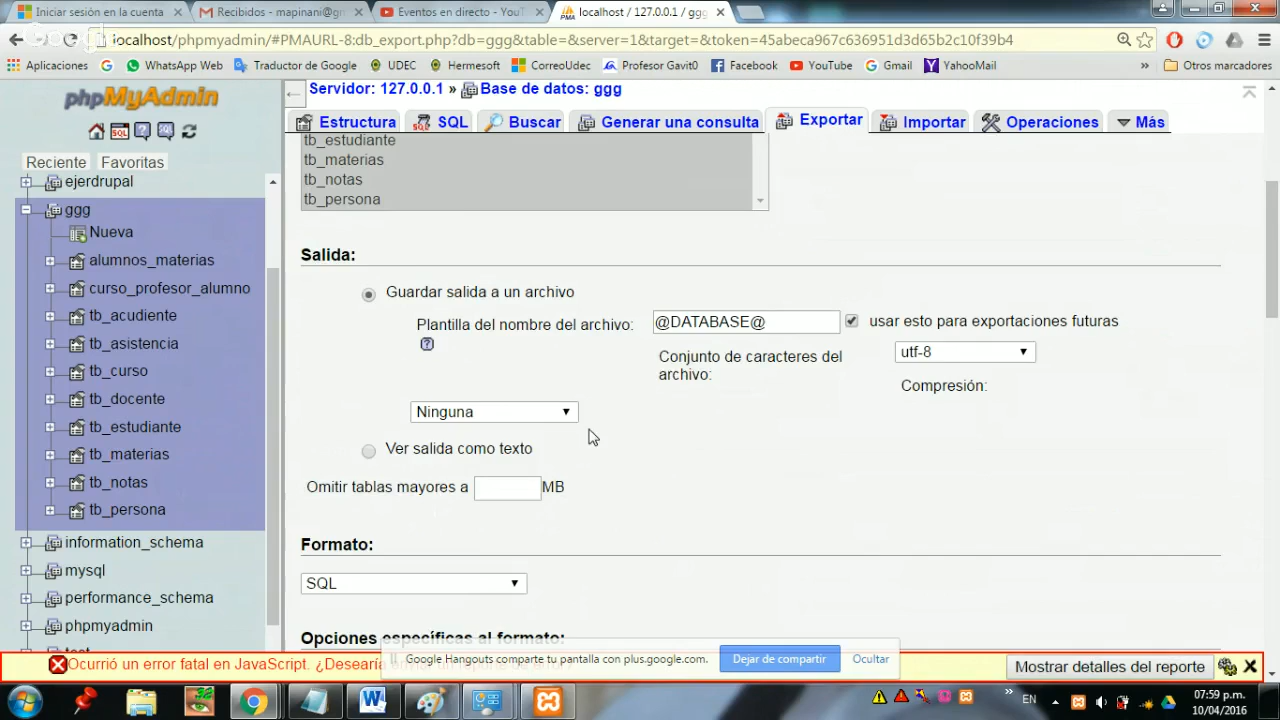 Iniciar sesión en la cuenta
Recibidos - mapinani@gm
Eventos en directo - YouT
localhost / 127.0.0.1 / ggg
localhost/phpmyadmin/#PMAURL-8:db_export.php?db=ggg&table=&server=1&target=&token=45abeca967c636951d3d65b2c10f39b4
Aplicaciones
WhatsApp Web
Traductor de Google
UDEC
Hermesoft
CorreoUdec
Profesor Gavit0
Facebook
YouTube
Gmail
YahooMail
» Otros marcadores
phpMyAdmin
Reciente
Favoritas
ejerdrupal
ggg
Nueva
alumnos_materias
curso_profesor_alumno
tb_acudiente
tb_asistencia
tb_curso
tb_docente
tb_estudiante
tb_materias
tb_notas
tb_persona
information_schema
mysql
performance_schema
phpmyadmin
Servidor: 127.0.0.1 » Base de datos: ggg
Estructura
SQL
Buscar
Generar una consulta
Exportar
Importar
Operaciones
Más
tb_estudiante
tb_materias
tb_notas
tb_persona
Salida:
Guardar salida a un archivo
Plantilla del nombre del archivo:
@DATABASE@
usar esto para exportaciones futuras
Conjunto de caracteres del
archivo:
utf-8
Compresión:
Ninguna
Ver salida como texto
Omitir tablas mayores a MB
Formato:
SQL
Opciones específicas al formato:
Ocurrió un error fatal en JavaScript. ¿Desearía
Google Hangouts comparte tu pantalla con plus.google.com.
Dejar de compartir
Ocultar
Mostrar detalles del reporte
EN
07:59 p.m.
10/04/2016